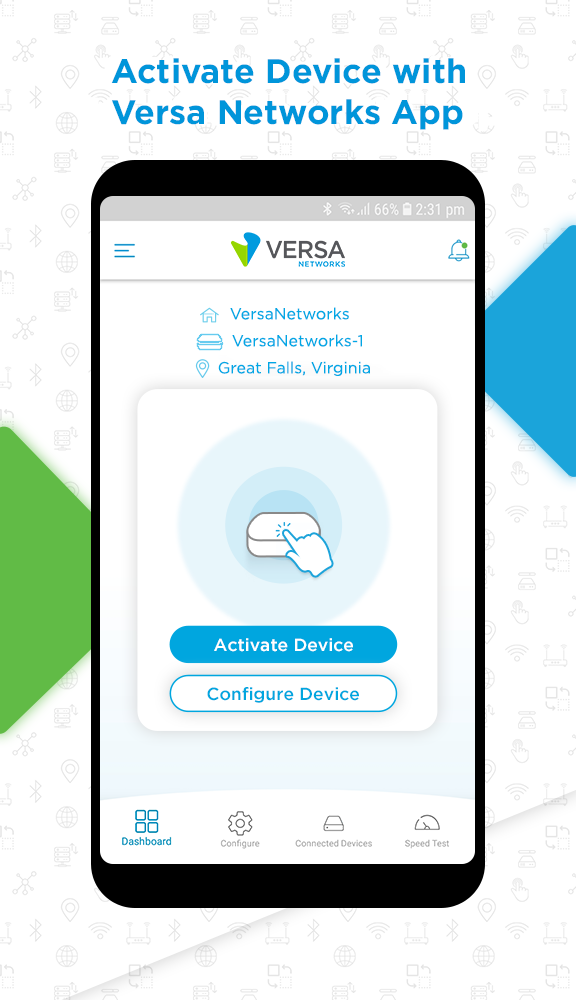 Activate Device with
Versa Networks App
66% 2:31 pm
VERSA
NETWORKS
VersaNetworks
VersaNetworks-1
Great Falls, Virginia
Activate Device
Configure Device
Dashboard Configure Connected Devices Speed Test